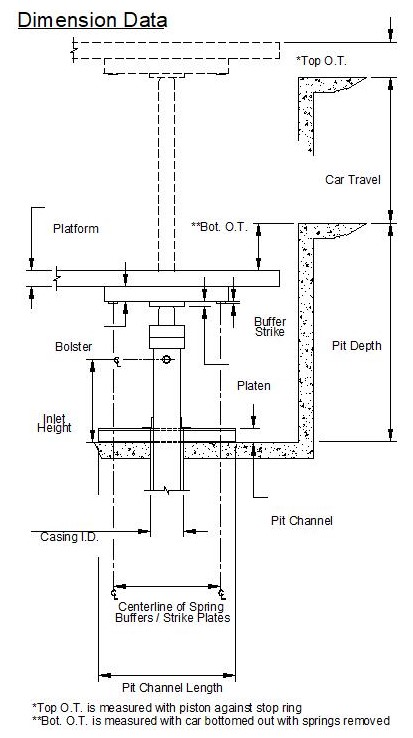 Dimension Data
*Top O.T.
Car Travel
**Bot. O.T.
Platform
Buffer
Strike
Bolster
Pit Depth
Platen
Inlet
Height
Pit Channel
Casing I.D.
Centerline of Spring
Buffers / Strike Plates
Pit Channel Length
*Top O.T. is measured with piston against stop ring
**Bot. O.T. is measured with car bottomed out with springs removed